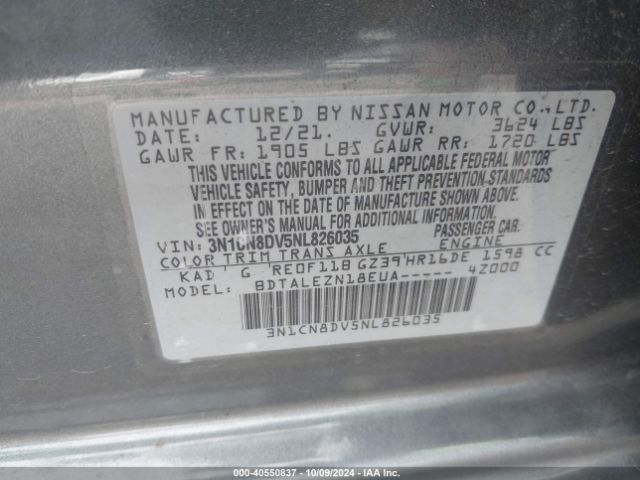 MANUFACTURED BY NISSAN MOTOR CO., LTD.
DATE: 12/21. GVWR: 3624 LBS
GAWR FR: 1905 LBS GAWR RR: 1720 LBS
THIS VEHICLE CONFORMS TO ALL APPLICABLE FEDERAL MOTOR
VEHICLE SAFETY, BUMPER AND THEFT PREVENTION STANDARDS
IN EFFECT ON THE DATE OF MANUFACTURE SHOWN ABOVE.
SEE OWNER'S MANUAL FOR ADDITIONAL INFORMATION
VIN: 3N1CN8DV5NL826035 PASSENGER CAR.
COLOR TRIM TRANS AXLE ENGINE
KAD G RE0F11B GZ39 HR16DE 1598 CC
BDTALEZN18EUA----- 4Z000
3N1CN8DV5NL826035
000-40550837 - 10/09/2024 - IAA Inc.